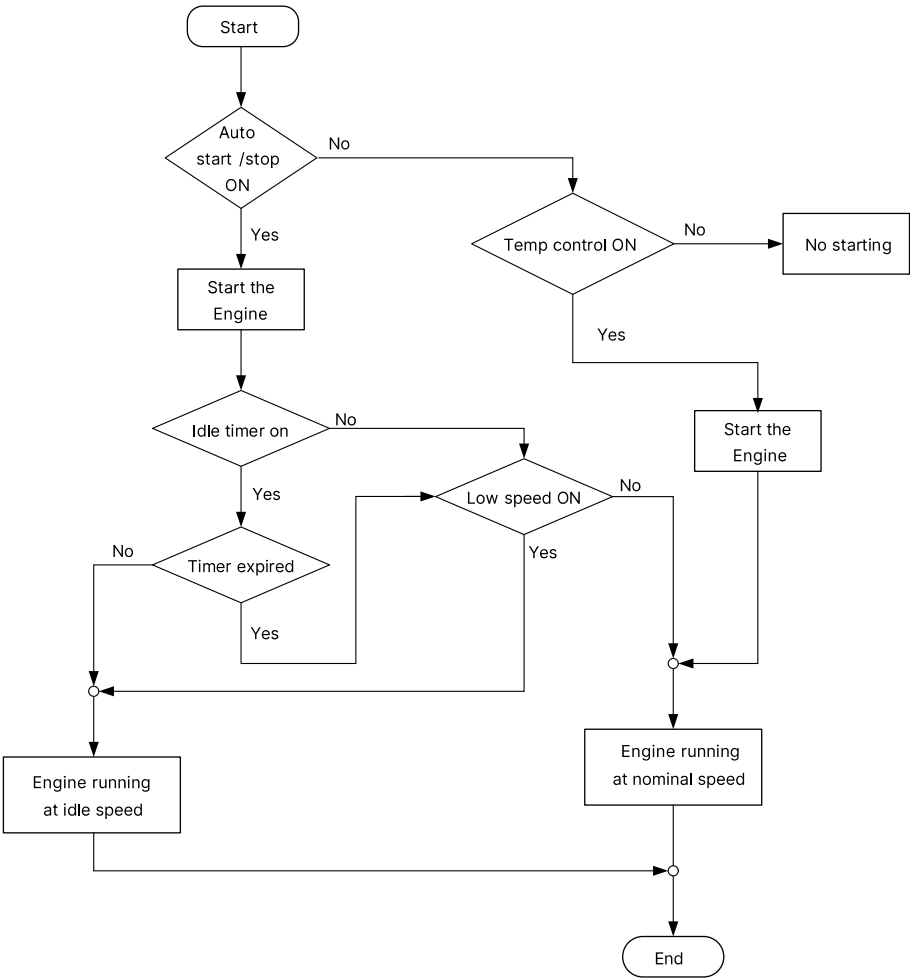 Start
Auto
start /stop
ON
No
Yes
Temp control ON
No
No starting
Start the
Engine
Yes
Idle timer on
No
Start the
Engine
Yes
Low speed ON
No
No
Timer expired
Yes
Yes
Engine running
at nominal speed
Engine running
at idle speed
End